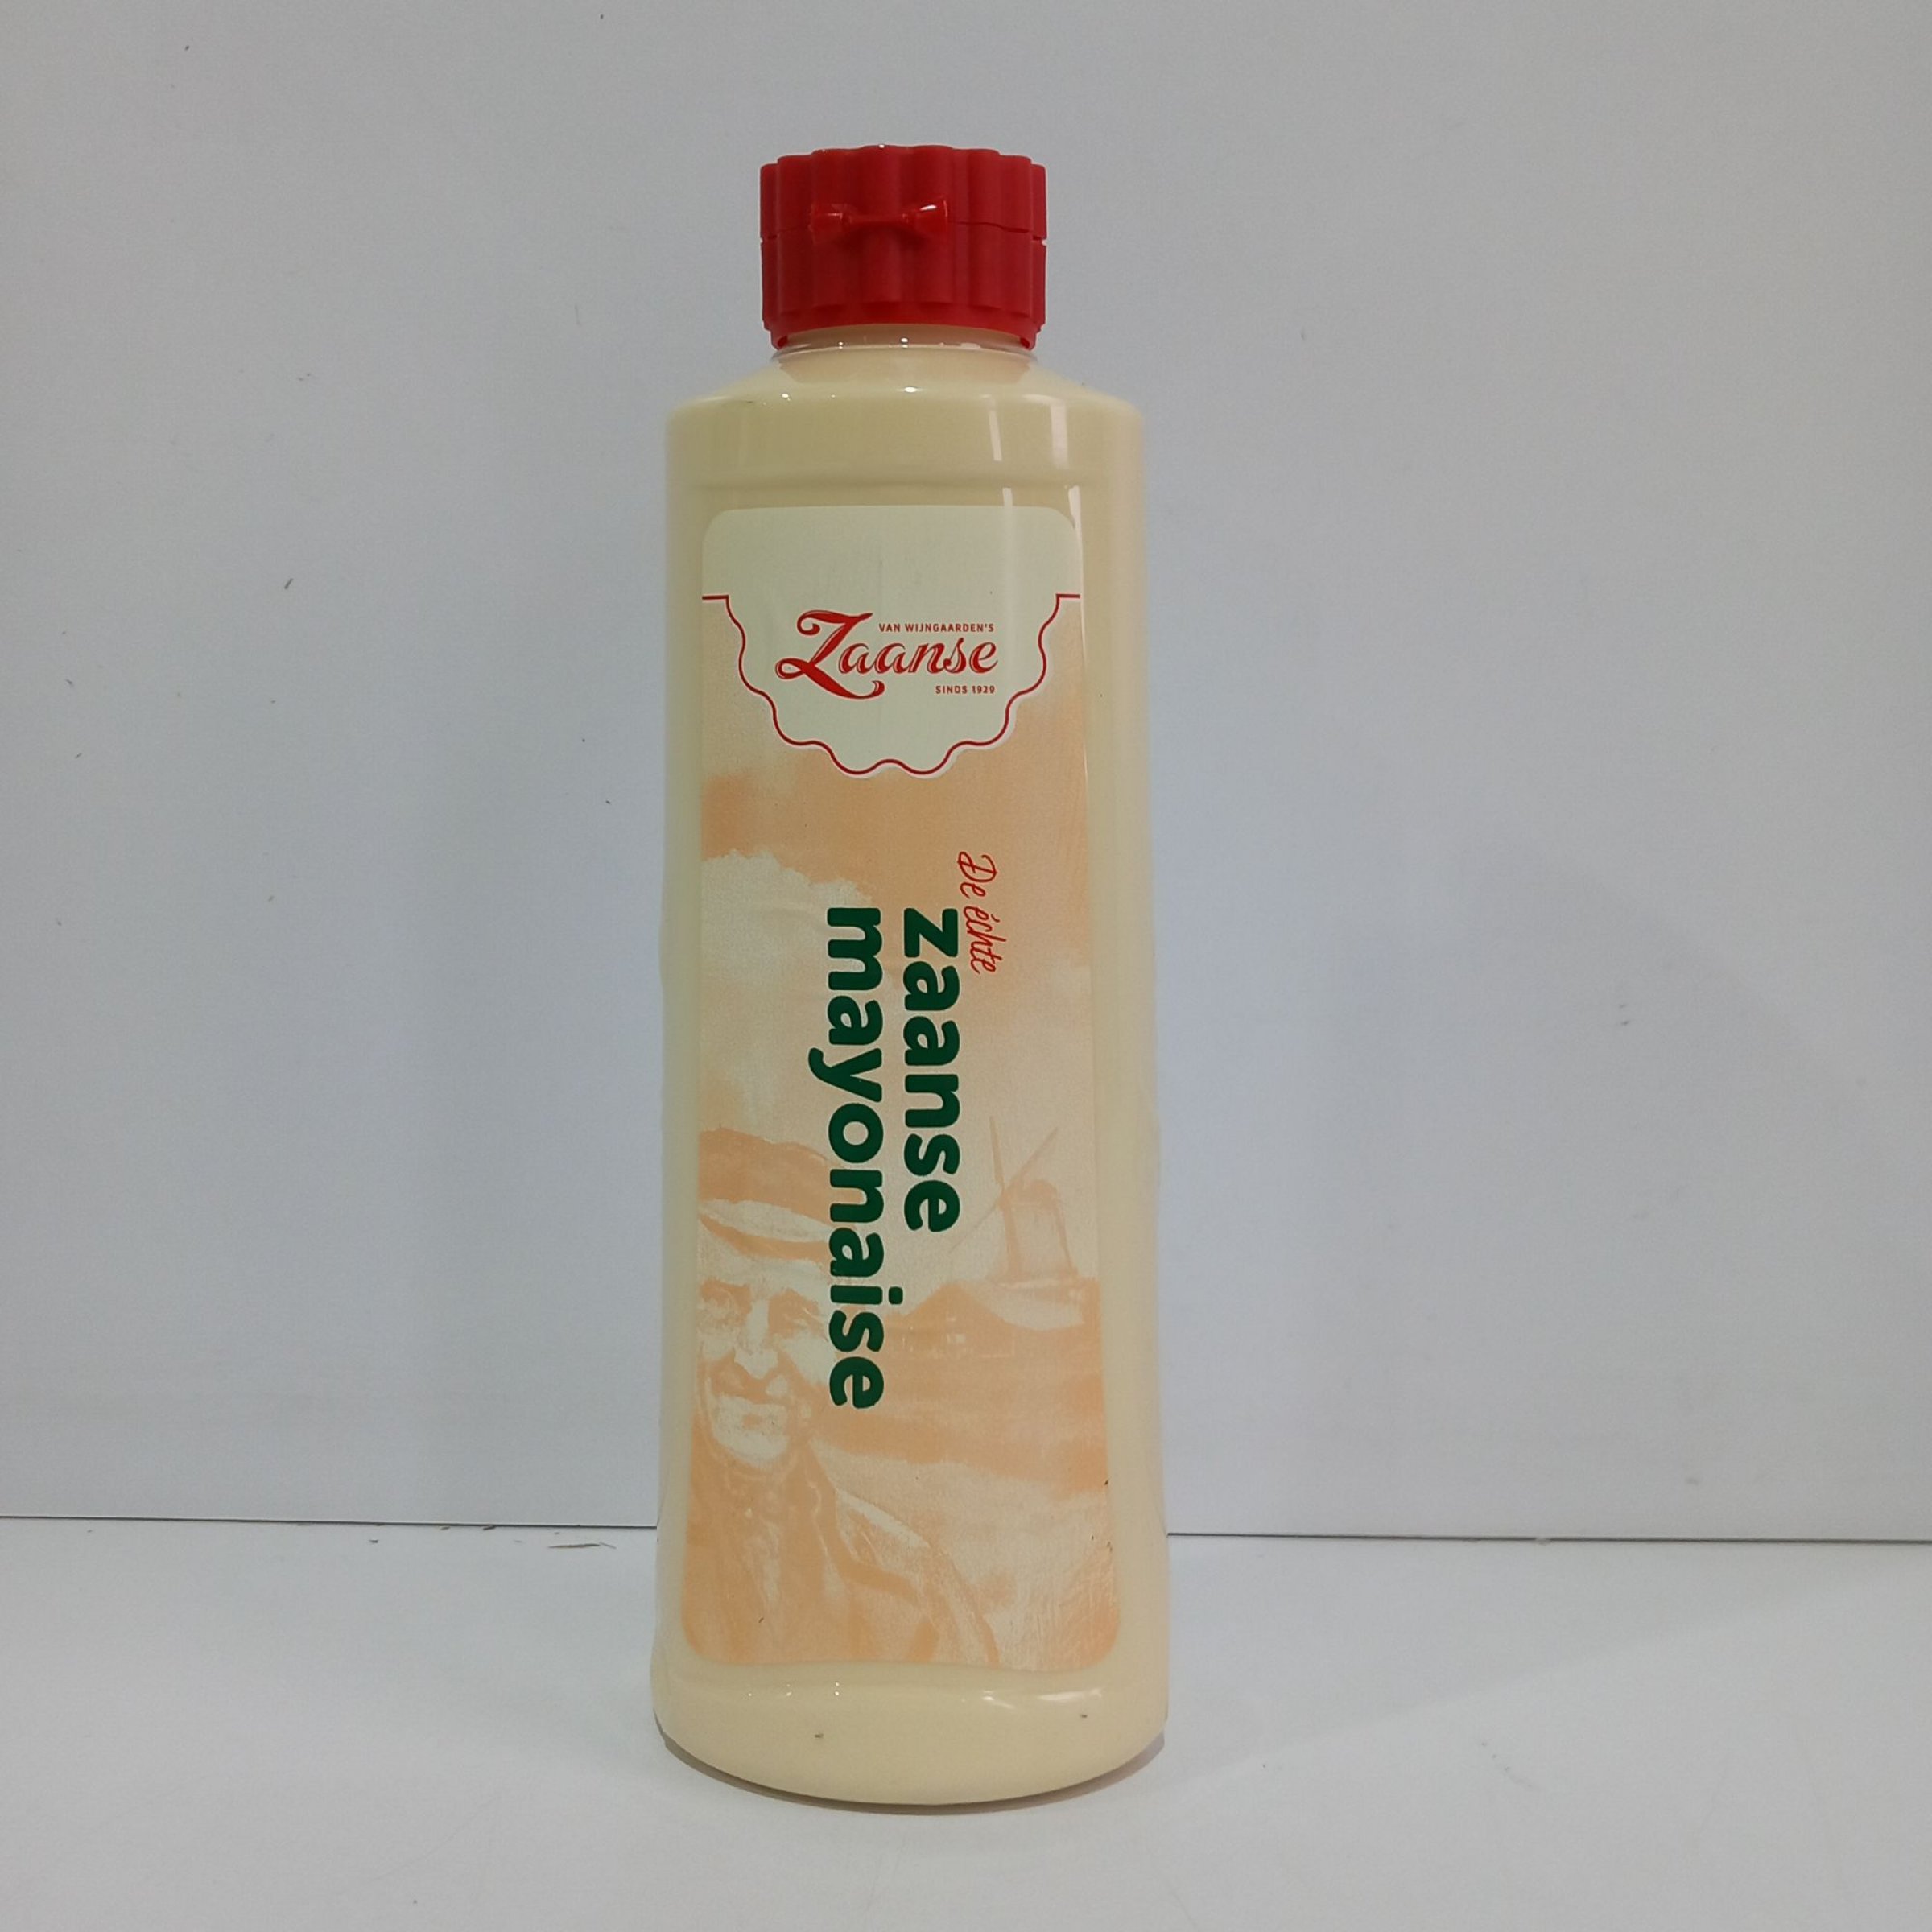 VAN WIJNGAARDEN'S
Zaanse
SINDS 1929
De échte
zaanse
mayonaise